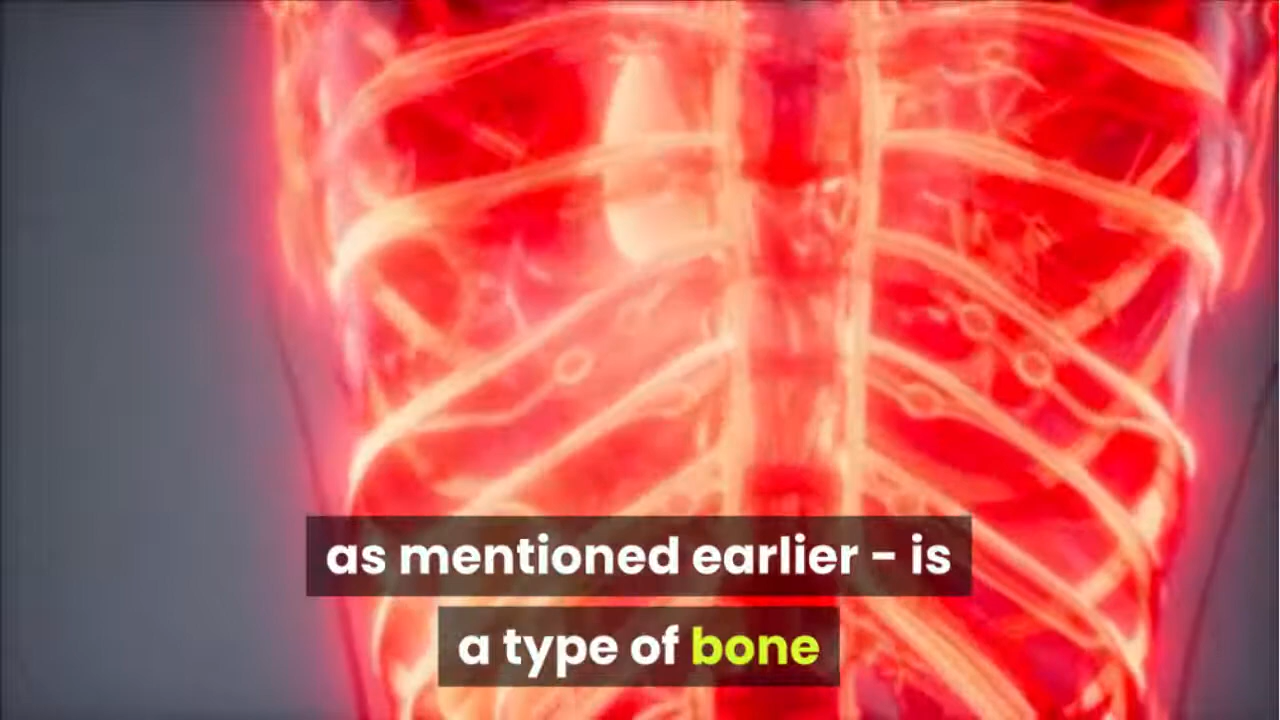 as mentioned earlier - is
a type of bone